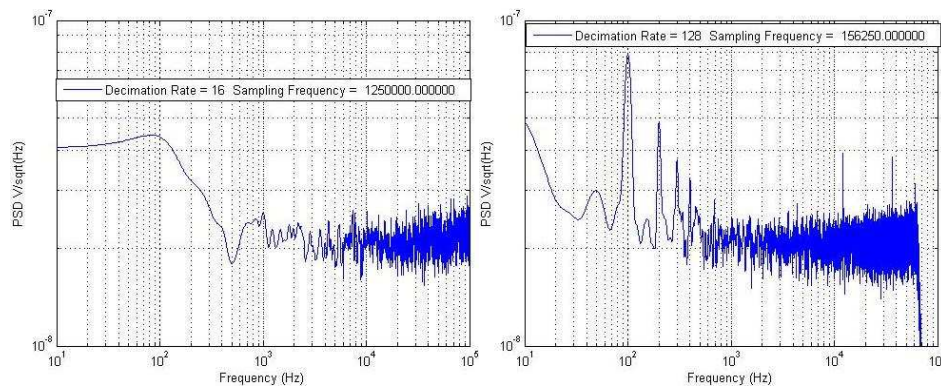 10^-7
Decimation Rate = 16 Sampling Frequency = 1250000.000000
PSD V/sqrt(Hz)
10^-8
10^1 10^2 10^3 10^4 10^5
Frequency (Hz)
10^-7
Decimation Rate = 128 Sampling Frequency = 156250.000000
PSD V/sqrt(Hz)
10^-8
10^1 10^2 10^3 10^4 10^5
Frequency (Hz)